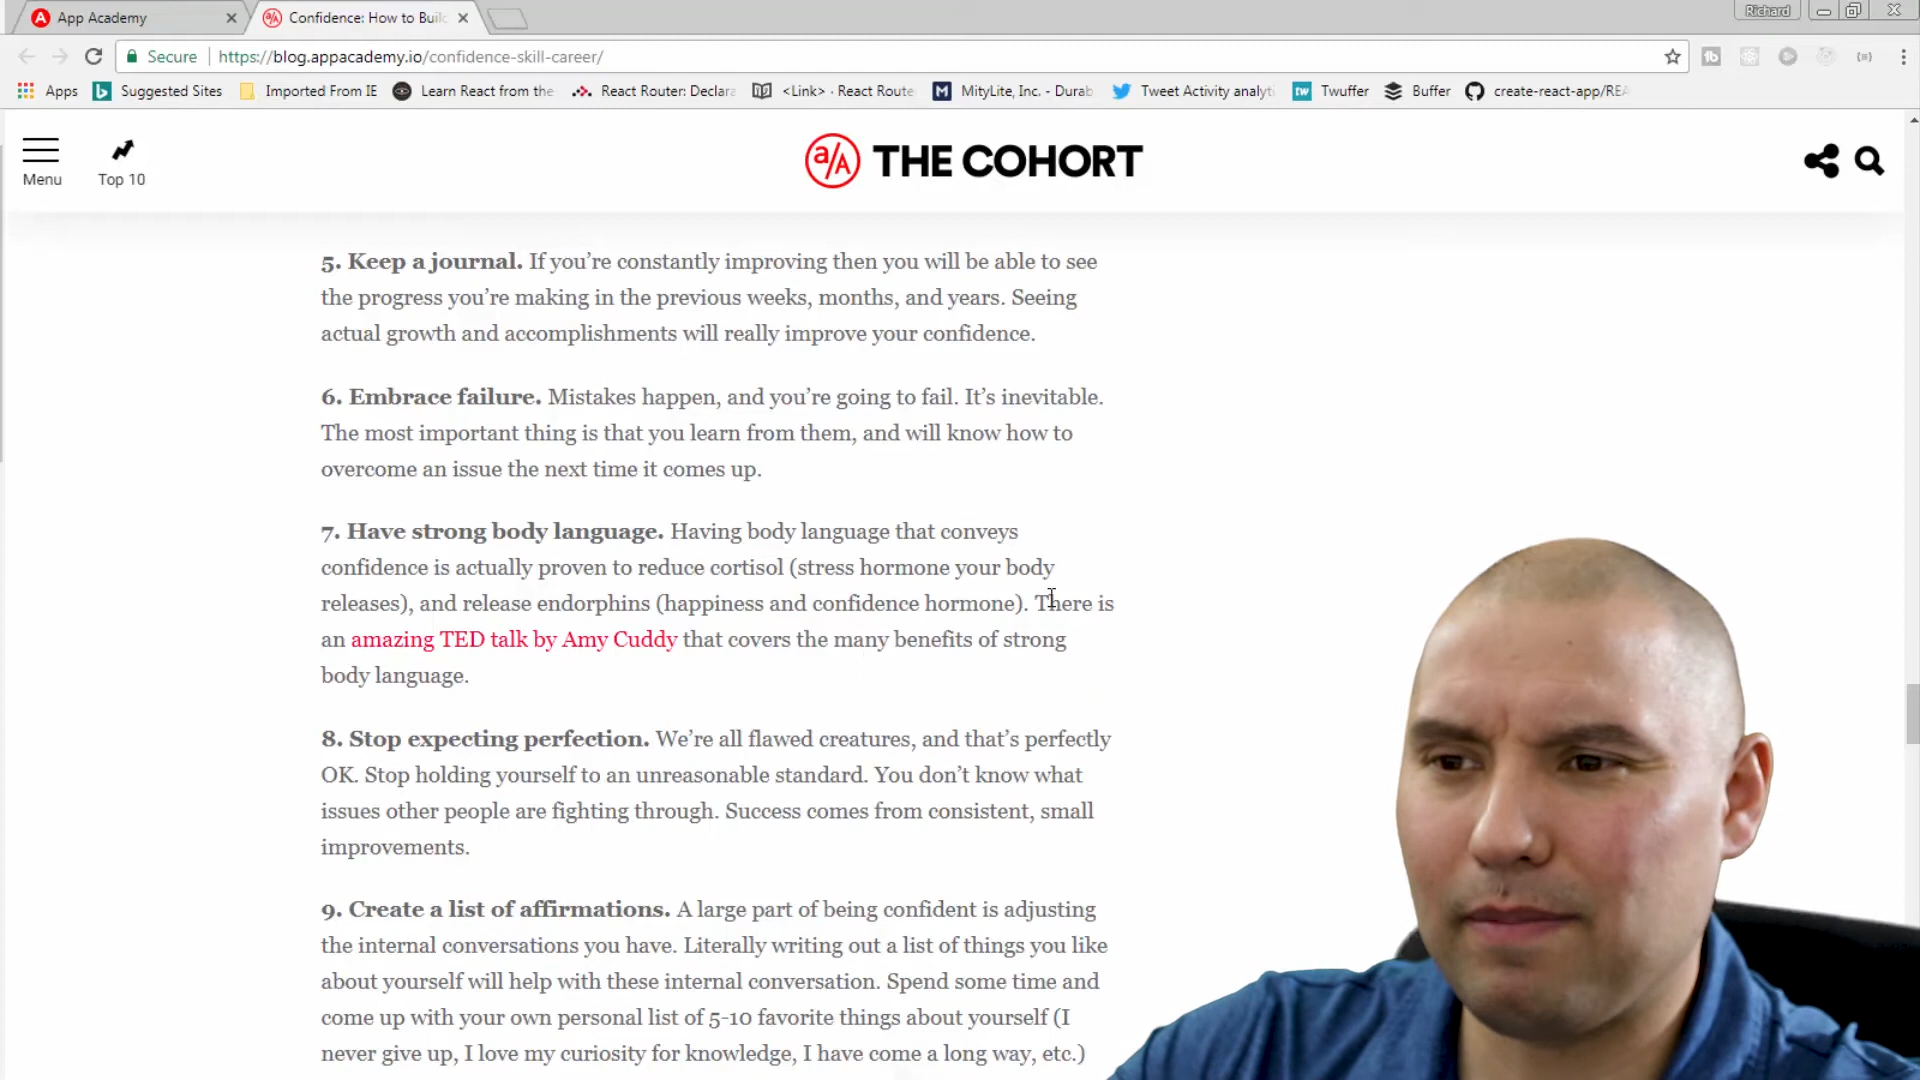 App Academy
Confidence: How to Buil
Richard
Secure https://blog.appacademy.io/confidence-skill-career/
Apps Suggested Sites Imported From IE Learn React from the React Router: Declara <Link> · React Route MityLite, Inc. - Durab Tweet Activity analyti Twuffer Buffer create-react-app/REA
Menu
Top 10
a/A THE COHORT
5. Keep a journal. If you’re constantly improving then you will be able to see
the progress you’re making in the previous weeks, months, and years. Seeing
actual growth and accomplishments will really improve your confidence.
6. Embrace failure. Mistakes happen, and you’re going to fail. It’s inevitable.
The most important thing is that you learn from them, and will know how to
overcome an issue the next time it comes up.
7. Have strong body language. Having body language that conveys
confidence is actually proven to reduce cortisol (stress hormone your body
releases), and release endorphins (happiness and confidence hormone). There is
an amazing TED talk by Amy Cuddy that covers the many benefits of strong
body language.
8. Stop expecting perfection. We’re all flawed creatures, and that’s perfectly
OK. Stop holding yourself to an unreasonable standard. You don’t know what
issues other people are fighting through. Success comes from consistent, small
improvements.
9. Create a list of affirmations. A large part of being confident is adjusting
the internal conversations you have. Literally writing out a list of things you like
about yourself will help with these internal conversation. Spend some time and
come up with your own personal list of 5-10 favorite things about yourself (I
never give up, I love my curiosity for knowledge, I have come a long way, etc.)